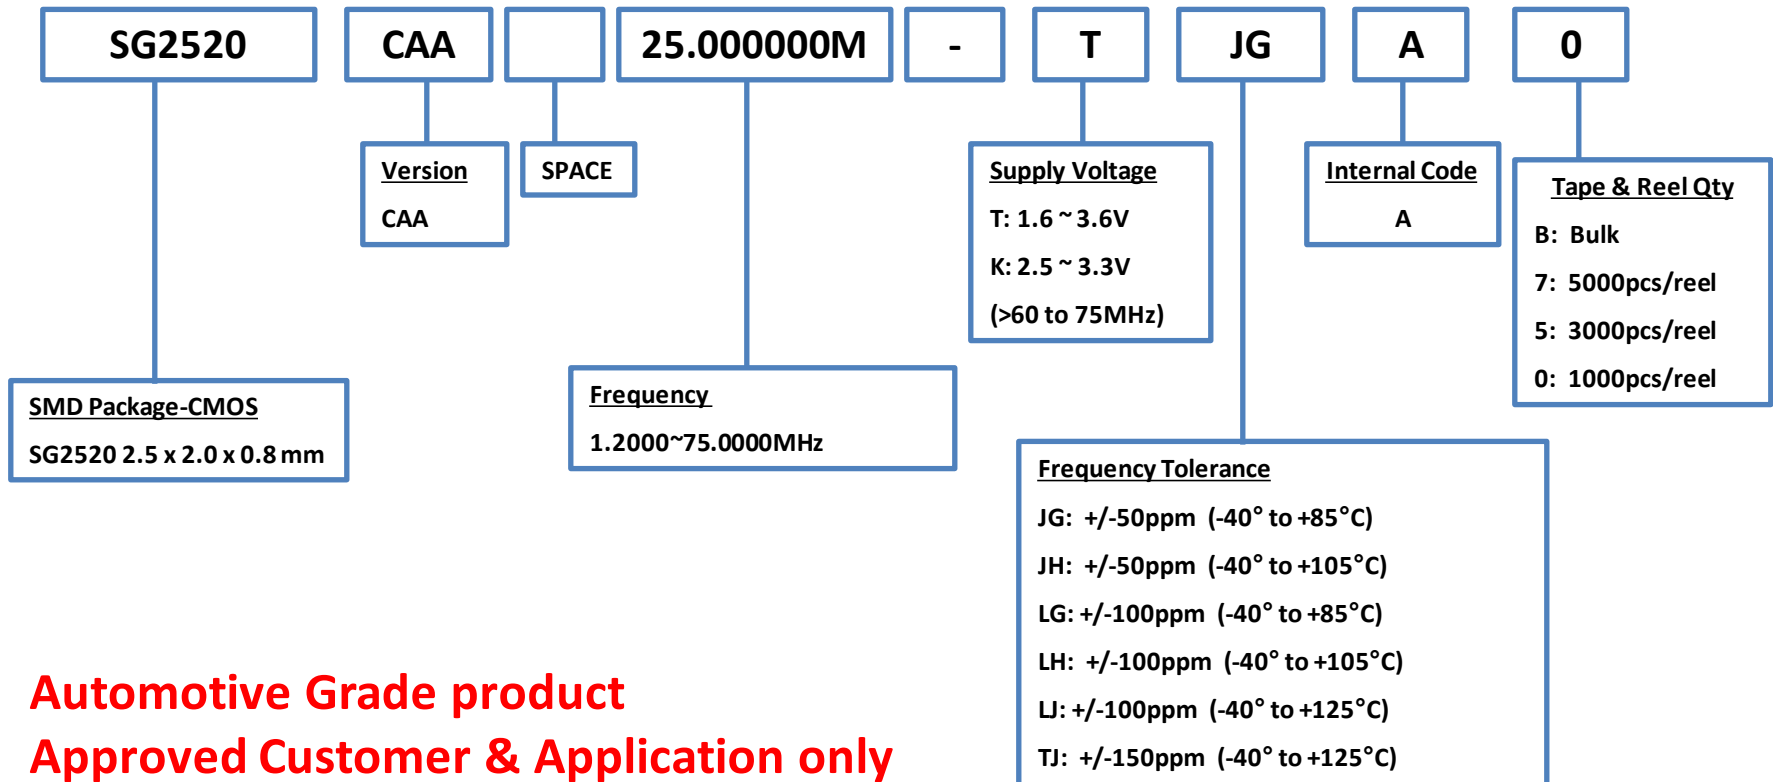 SG2520 CAA 25.000000M - T JG A 0
Version
CAA
SPACE
Supply Voltage
T: 1.6 ~ 3.6V
K: 2.5 ~ 3.3V
(>60 to 75MHz)
Internal Code
A
Tape & Reel Qty
B: Bulk
7: 5000pcs/reel
5: 3000pcs/reel
0: 1000pcs/reel
SMD Package-CMOS
SG2520 2.5 x 2.0 x 0.8 mm
Frequency
1.2000~75.0000MHz
Frequency Tolerance
JG: +/-50ppm (-40° to +85°C)
JH: +/-50ppm (-40° to +105°C)
LG: +/-100ppm (-40° to +85°C)
LH: +/-100ppm (-40° to +105°C)
LJ: +/-100ppm (-40° to +125°C)
TJ: +/-150ppm (-40° to +125°C)
Automotive Grade product
Approved Customer & Application only